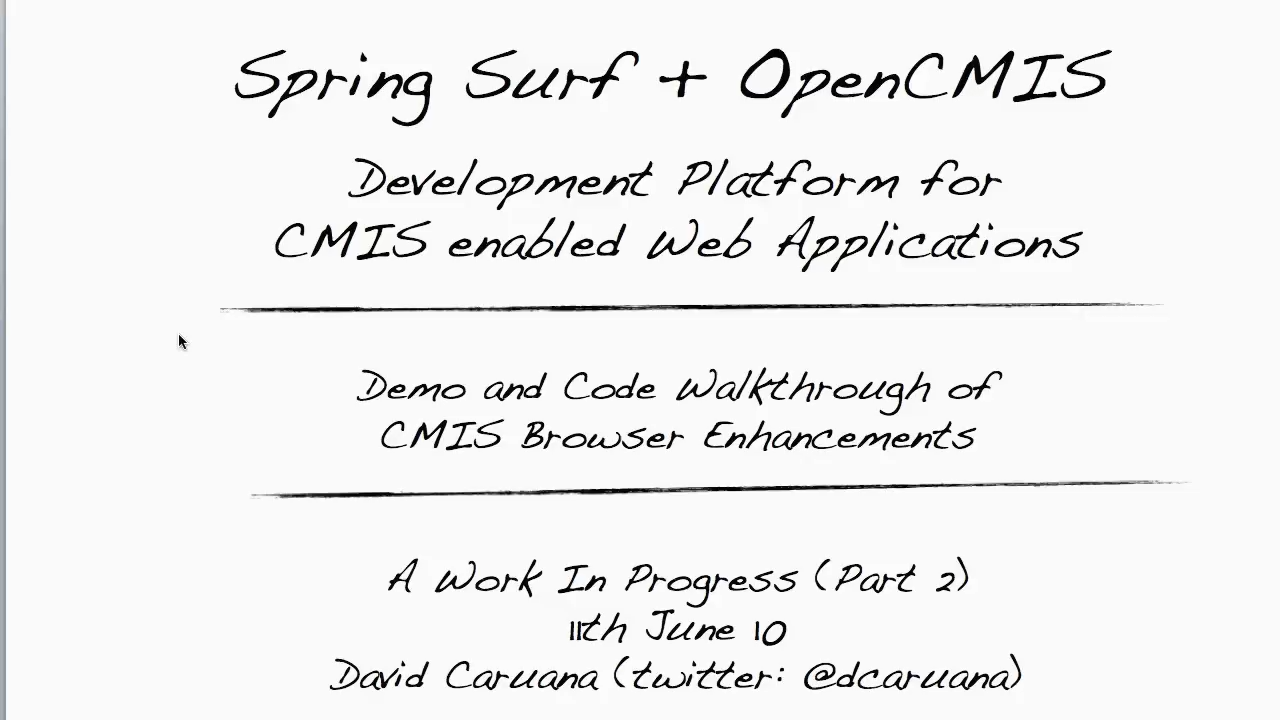 Spring Surf + OpenCMIS
Development Platform for
CMIS enabled Web Applications
Demo and Code Walkthrough of
CMIS Browser Enhancements
A Work In Progress (Part 2)
11th June 10
David Caruana (twitter: @dcaruana)